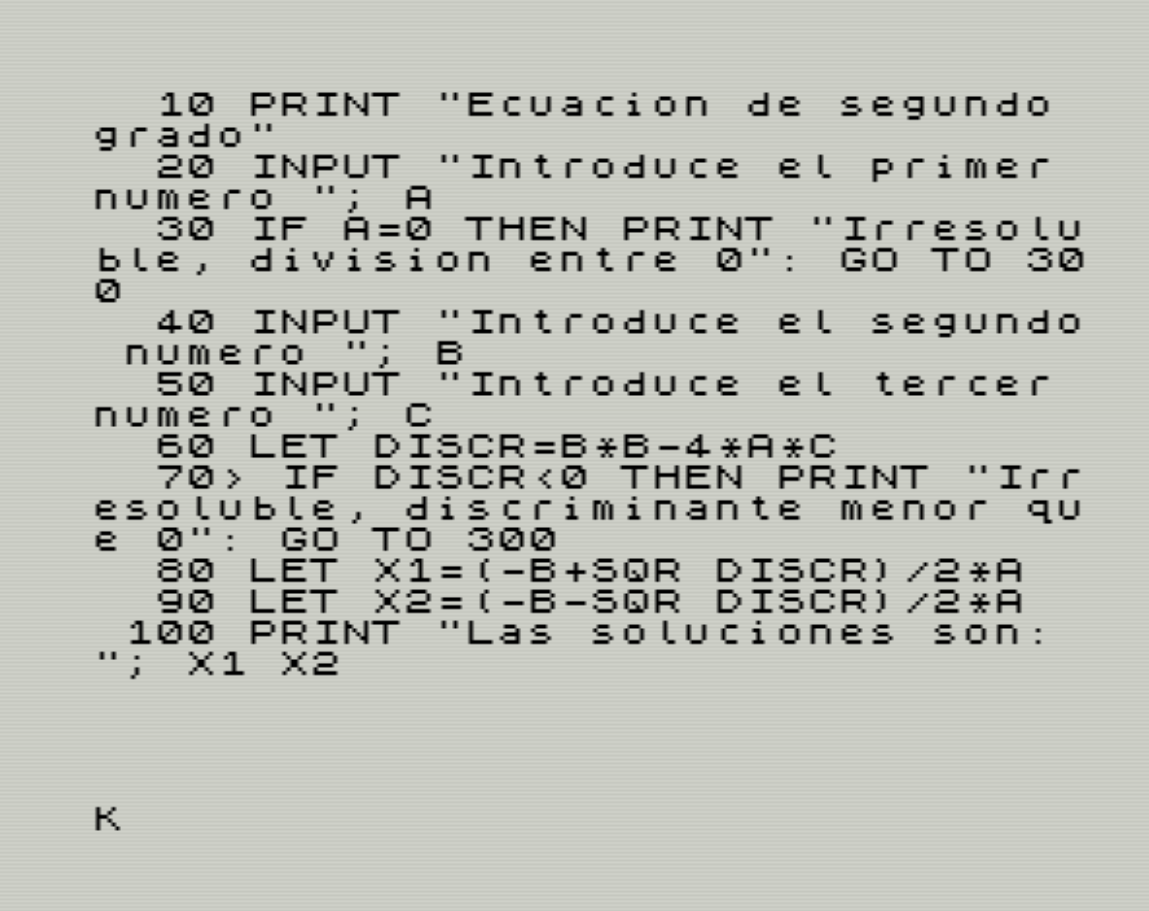 10 PRINT "Ecuacion de segundo
grado"
20 INPUT "Introduce el primer
numero "; A
30 IF A=0 THEN PRINT "Irresolu
ble, division entre 0": GO TO 30
0
40 INPUT "Introduce el segundo
numero "; B
50 INPUT "Introduce el tercer
numero "; C
60 LET DISCR=B*B-4*A*C
70> IF DISCR<0 THEN PRINT "Irr
esoluble, discriminante menor qu
e 0": GO TO 300
80 LET X1=(-B+SQR DISCR)/2*A
90 LET X2=(-B-SQR DISCR)/2*A
100 PRINT "Las soluciones son:
"; X1 X2
K